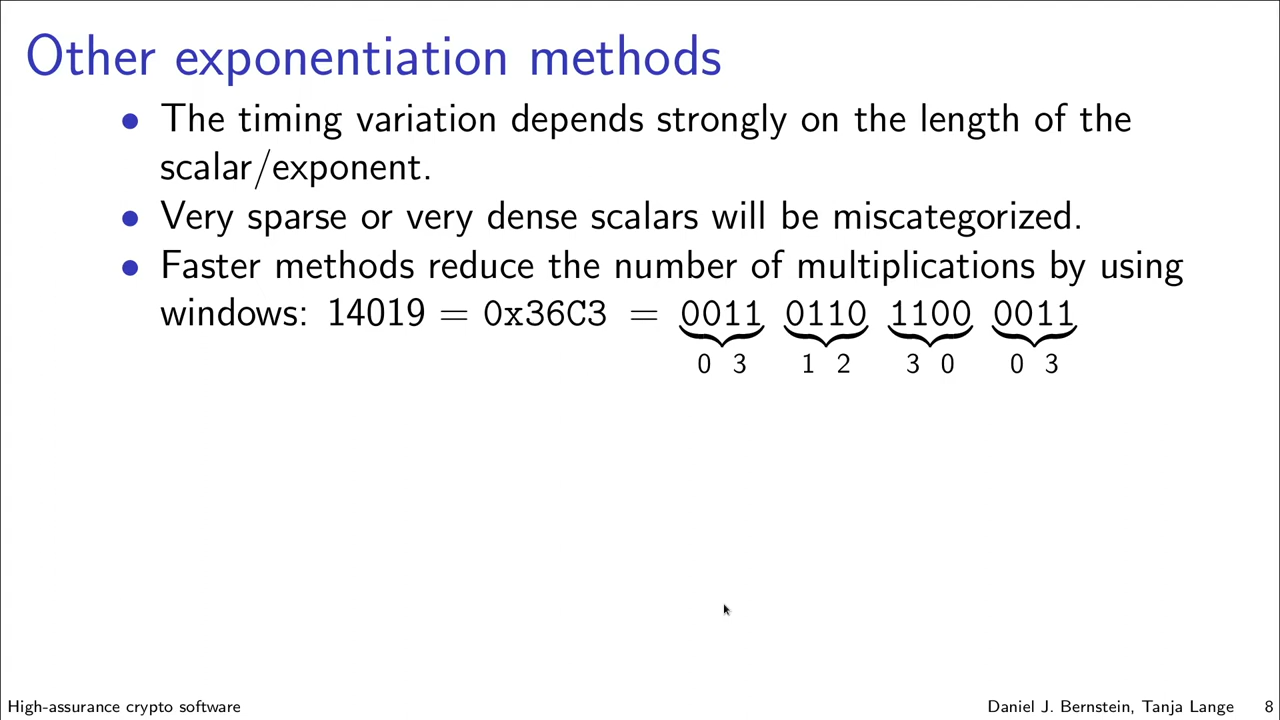 Other exponentiation methods
• The timing variation depends strongly on the length of the
scalar/exponent.
• Very sparse or very dense scalars will be miscategorized.
• Faster methods reduce the number of multiplications by using
windows: 14019 = 0x36C3 = 0011 0110 1100 0011
0 3 1 2 3 0 0 3
High-assurance crypto software Daniel J. Bernstein, Tanja Lange 8